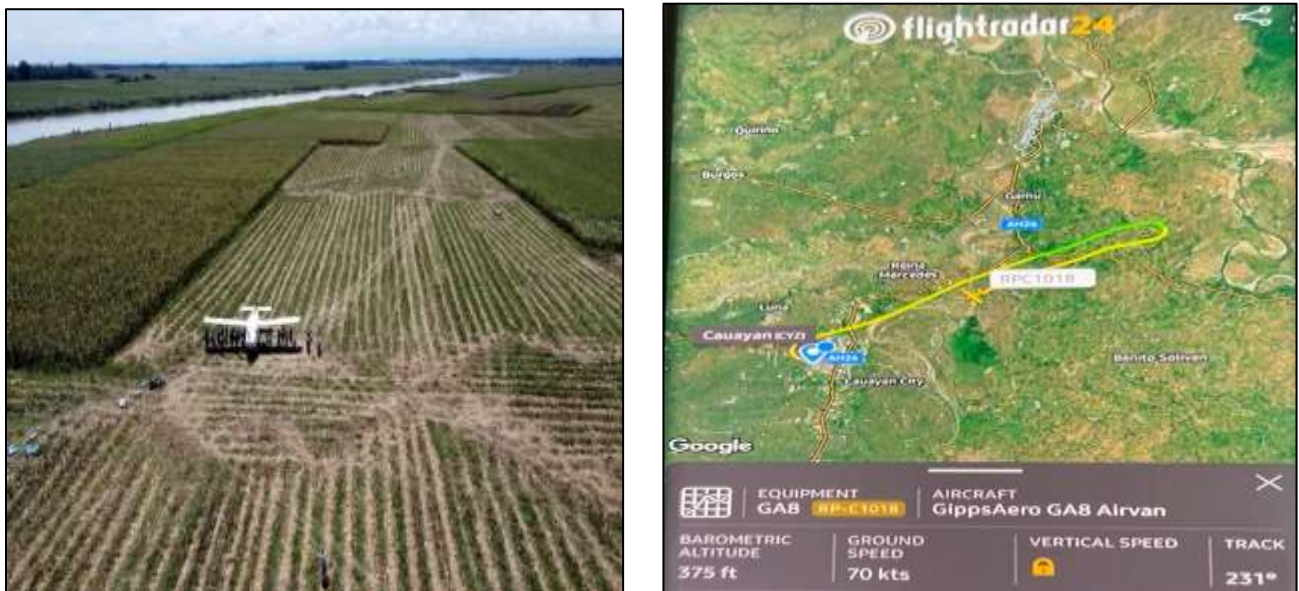 flightradar24
Quirino
Burgos
Gamu
AH26
Reina
Mercedes
RPC1018
Luna
Cauayan (CYZ)
AH26
Cauayan City
Benito Soliven
Google
EQUIPMENT
GA8 RP-C1018
AIRCRAFT
GippsAero GA8 Airvan
BAROMETRIC
ALTITUDE
375 ft
GROUND
SPEED
70 kts
VERTICAL SPEED
TRACK
231°